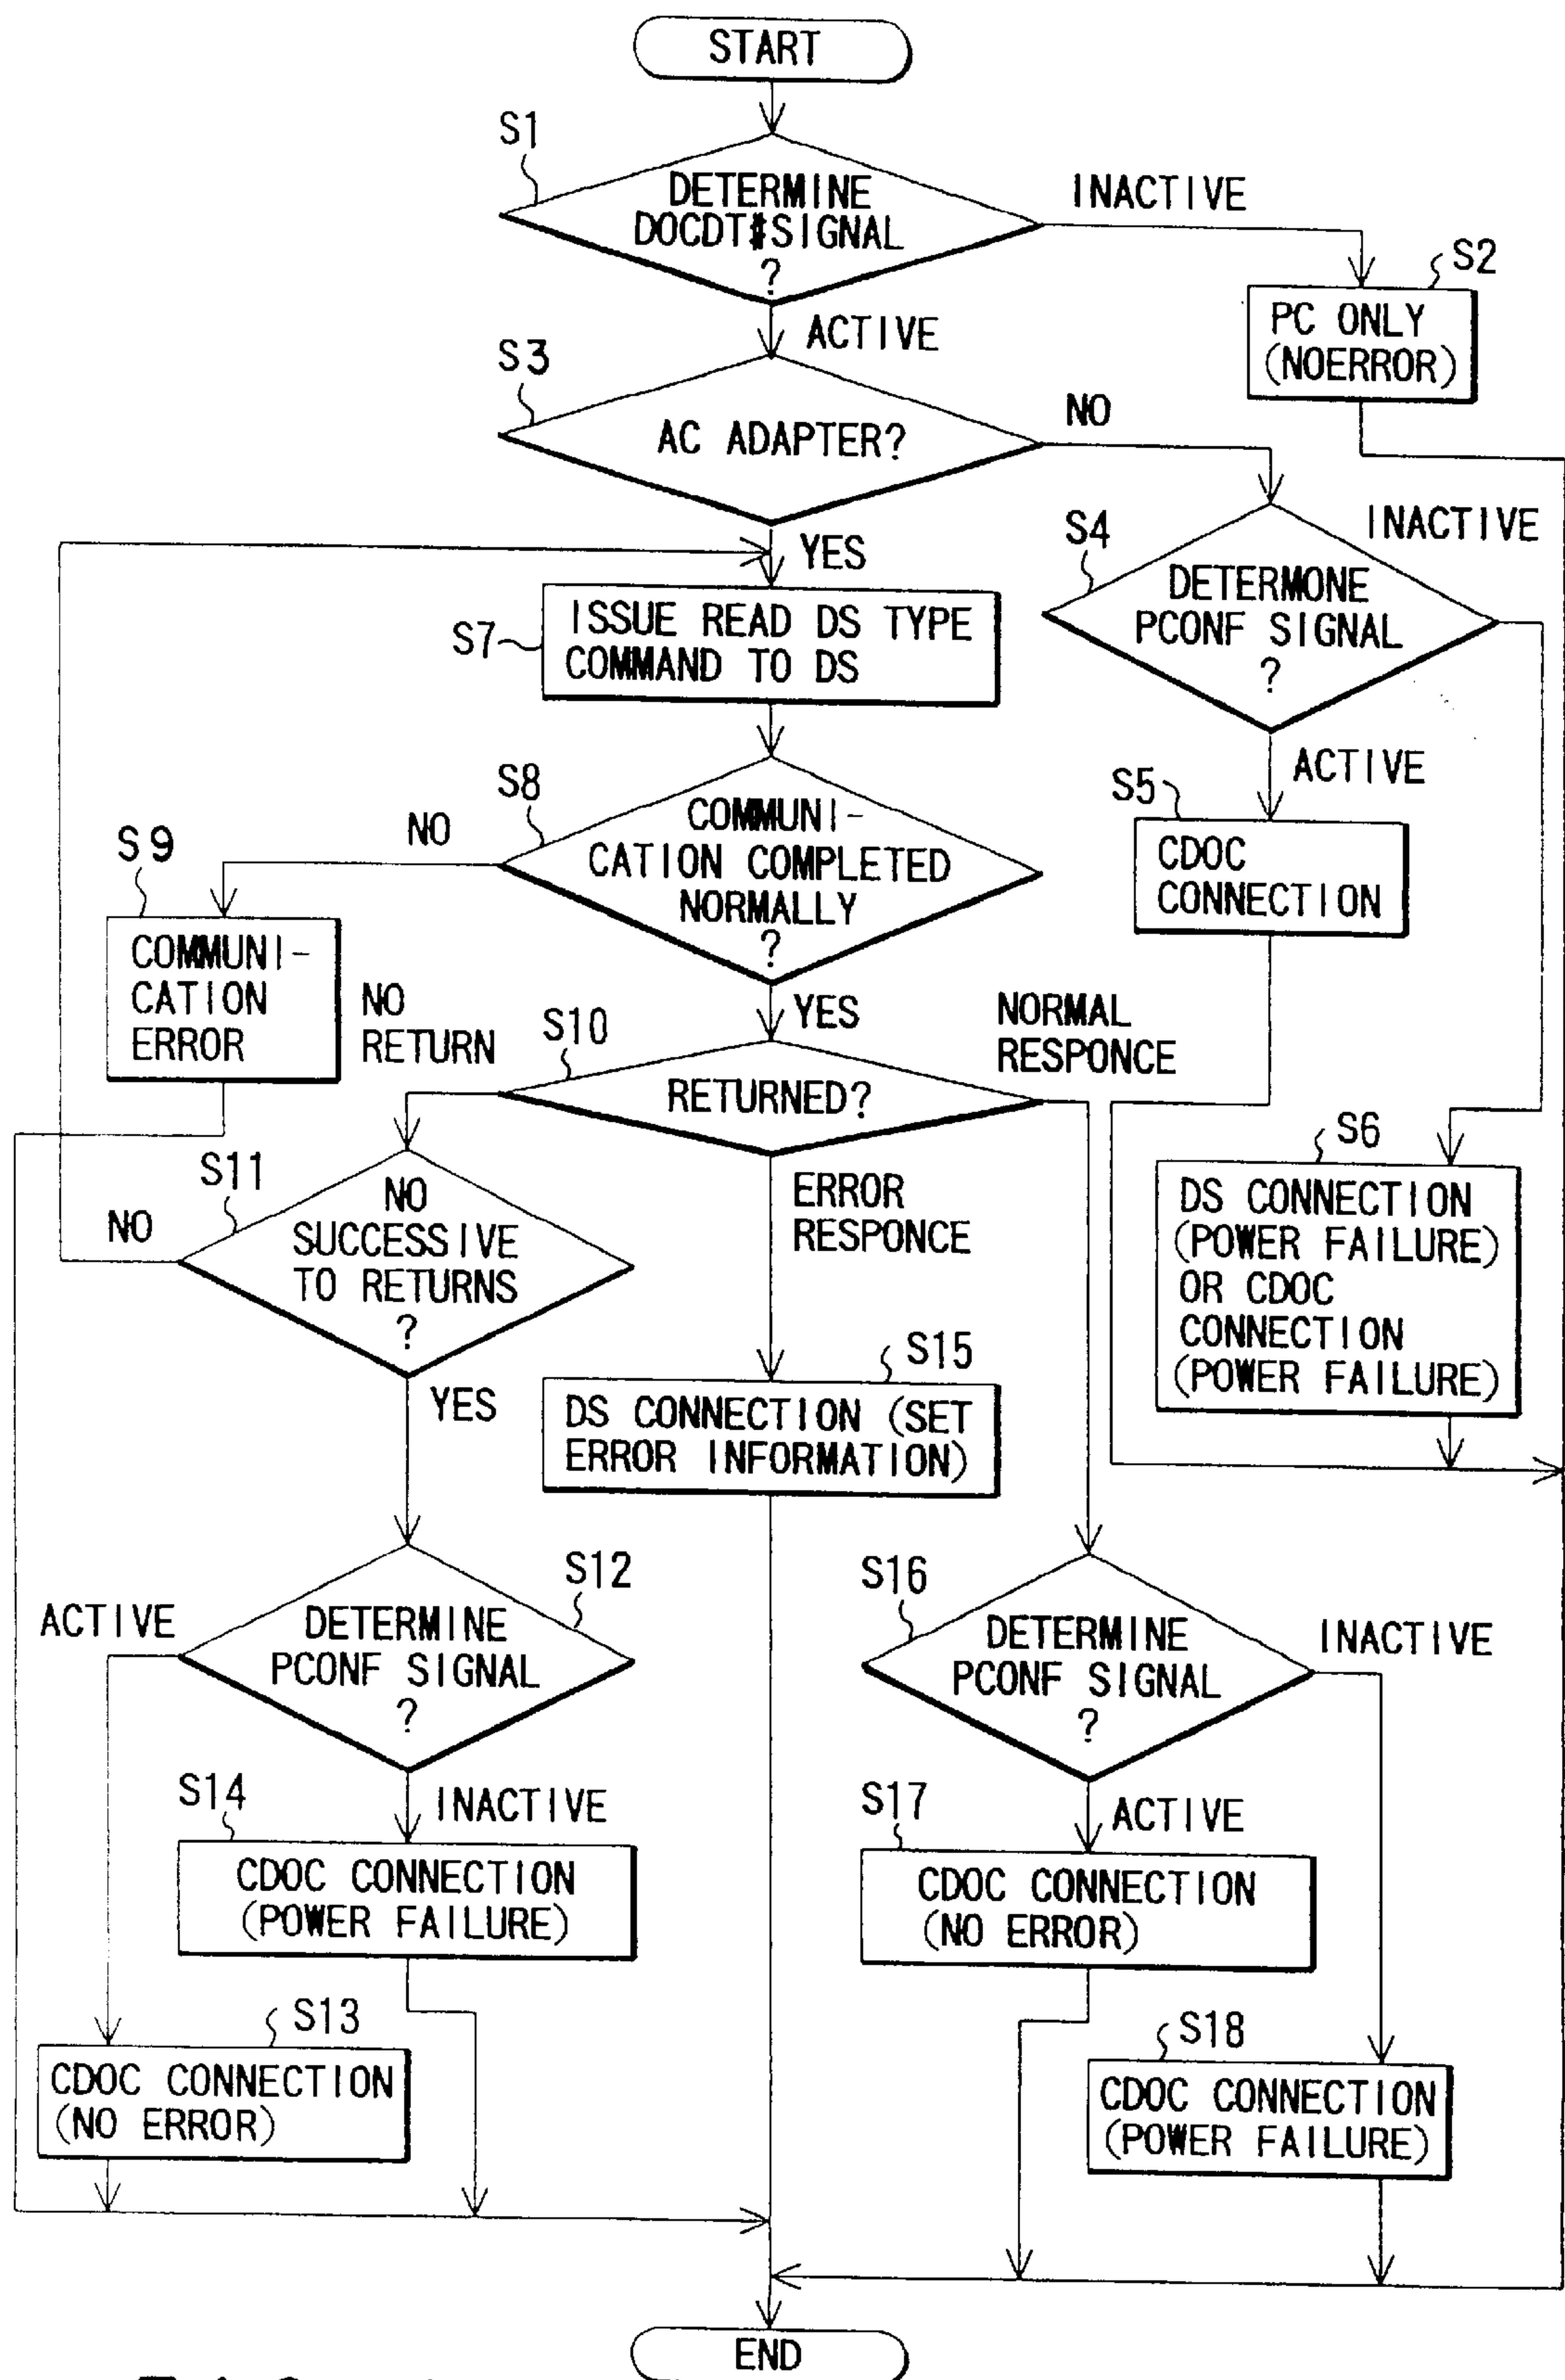 START
S1
DETERMINE
DOCDT#SIGNAL
?
INACTIVE
S2
PC ONLY
(NOERROR)
ACTIVE
S3
AC ADAPTER?
NO
YES
S4
INACTIVE
DETERMONE
PCONF SIGNAL
?
S7
ISSUE READ DS TYPE
COMMAND TO DS
ACTIVE
S5
CDOC
CONNECTION
S8
COMMUNI-
CATION COMPLETED
NORMALLY
?
NO
S9
COMMUNI-
CATION
ERROR
YES
NO
RETURN
S10
RETURNED?
NORMAL
RESPONCE
S6
DS CONNECTION
(POWER FAILURE)
OR CDOC
CONNECTION
(POWER FAILURE)
S11
NO
SUCCESSIVE
TO RETURNS
?
NO
ERROR
RESPONCE
YES
S15
DS CONNECTION (SET
ERROR INFORMATION)
S12
ACTIVE
DETERMINE
PCONF SIGNAL
?
S16
DETERMINE
PCONF SIGNAL
?
INACTIVE
S14
INACTIVE
CDOC CONNECTION
(POWER FAILURE)
S17
ACTIVE
CDOC CONNECTION
(NO ERROR)
S13
CDOC CONNECTION
(NO ERROR)
S18
CDOC CONNECTION
(POWER FAILURE)
END